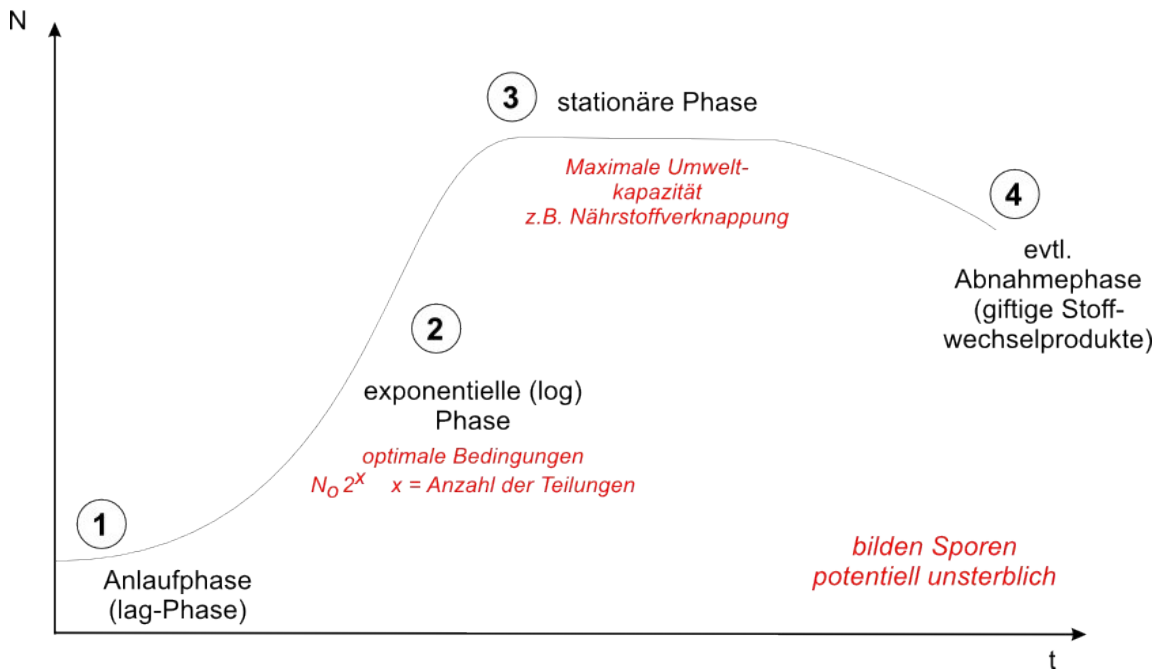 N
3
stationäre Phase
Maximale Umwelt-
kapazität
z.B. Nährstoffverknappung
4
evtl.
Abnahmephase
(giftige Stoff-
wechselprodukte)
2
exponentielle (log)
Phase
optimale Bedingungen
N₀ 2ˣ x = Anzahl der Teilungen
1
Anlaufphase
(lag-Phase)
bilden Sporen
potentiell unsterblich
t